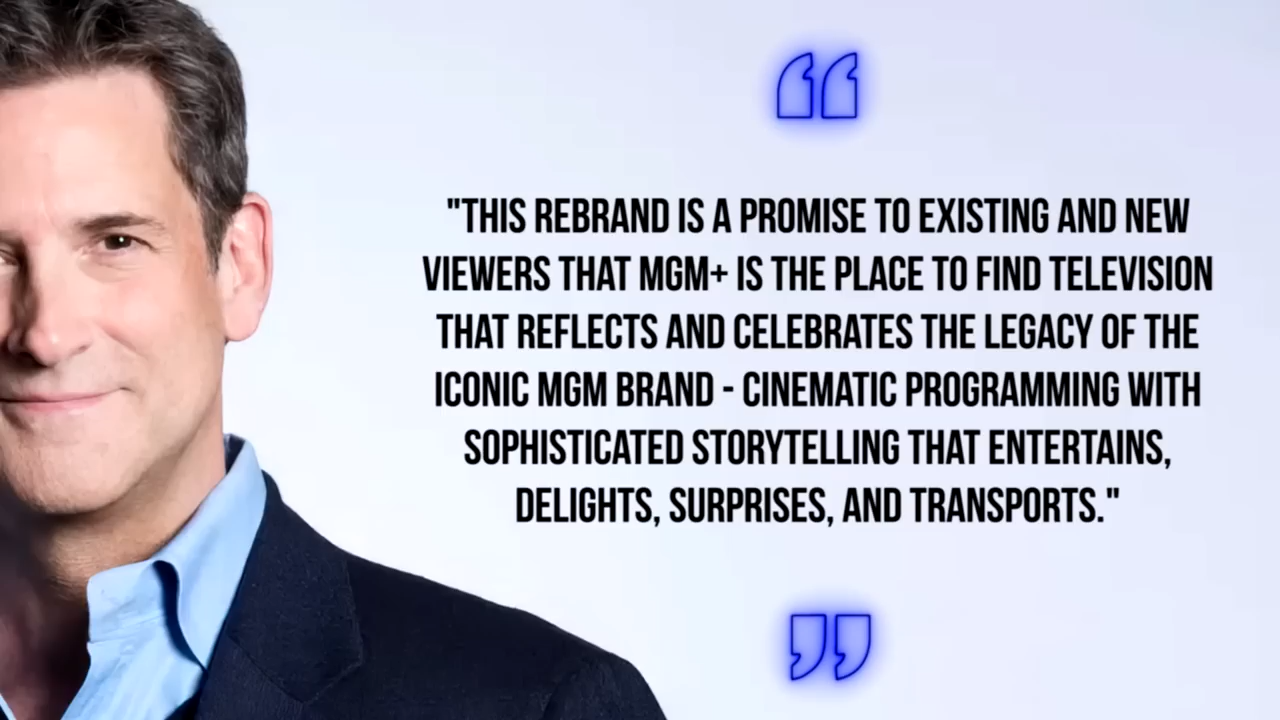 "THIS REBRAND IS A PROMISE TO EXISTING AND NEW
VIEWERS THAT MGM+ IS THE PLACE TO FIND TELEVISION
THAT REFLECTS AND CELEBRATES THE LEGACY OF THE
ICONIC MGM BRAND - CINEMATIC PROGRAMMING WITH
SOPHISTICATED STORYTELLING THAT ENTERTAINS,
DELIGHTS, SURPRISES, AND TRANSPORTS."